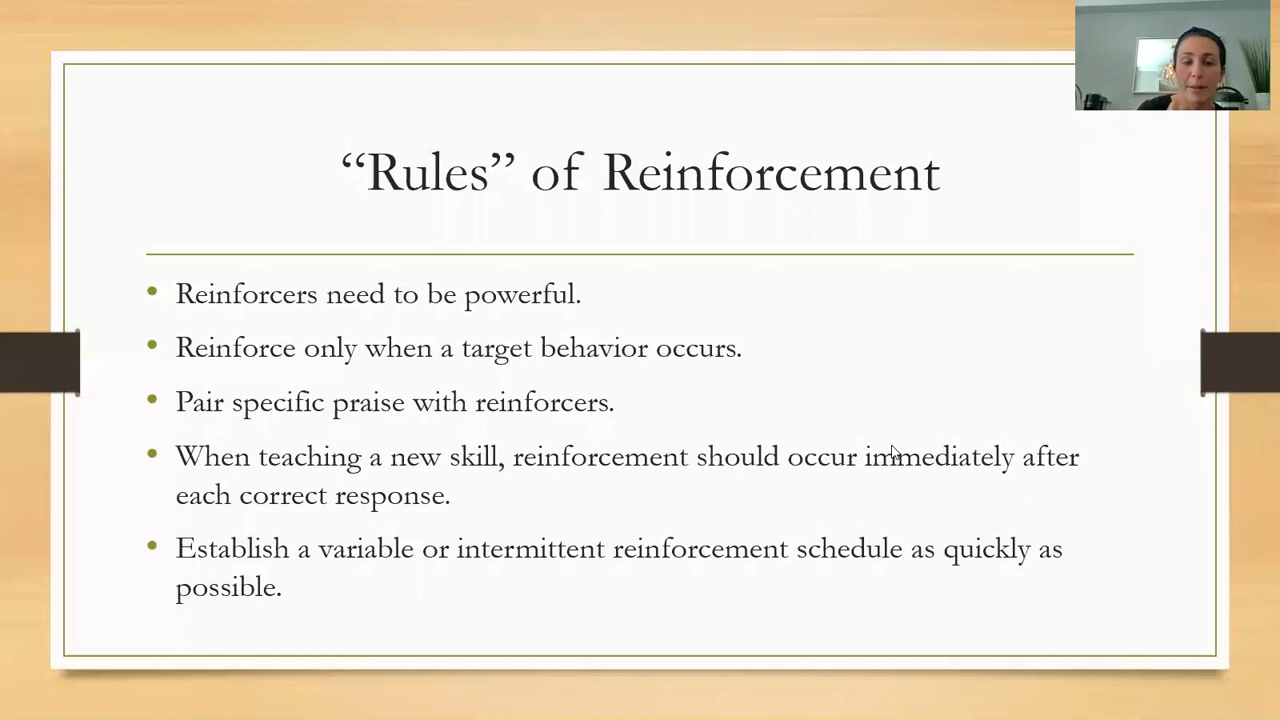 “Rules” of Reinforcement
• Reinforcers need to be powerful.
• Reinforce only when a target behavior occurs.
• Pair specific praise with reinforcers.
• When teaching a new skill, reinforcement should occur immediately after
each correct response.
• Establish a variable or intermittent reinforcement schedule as quickly as
possible.